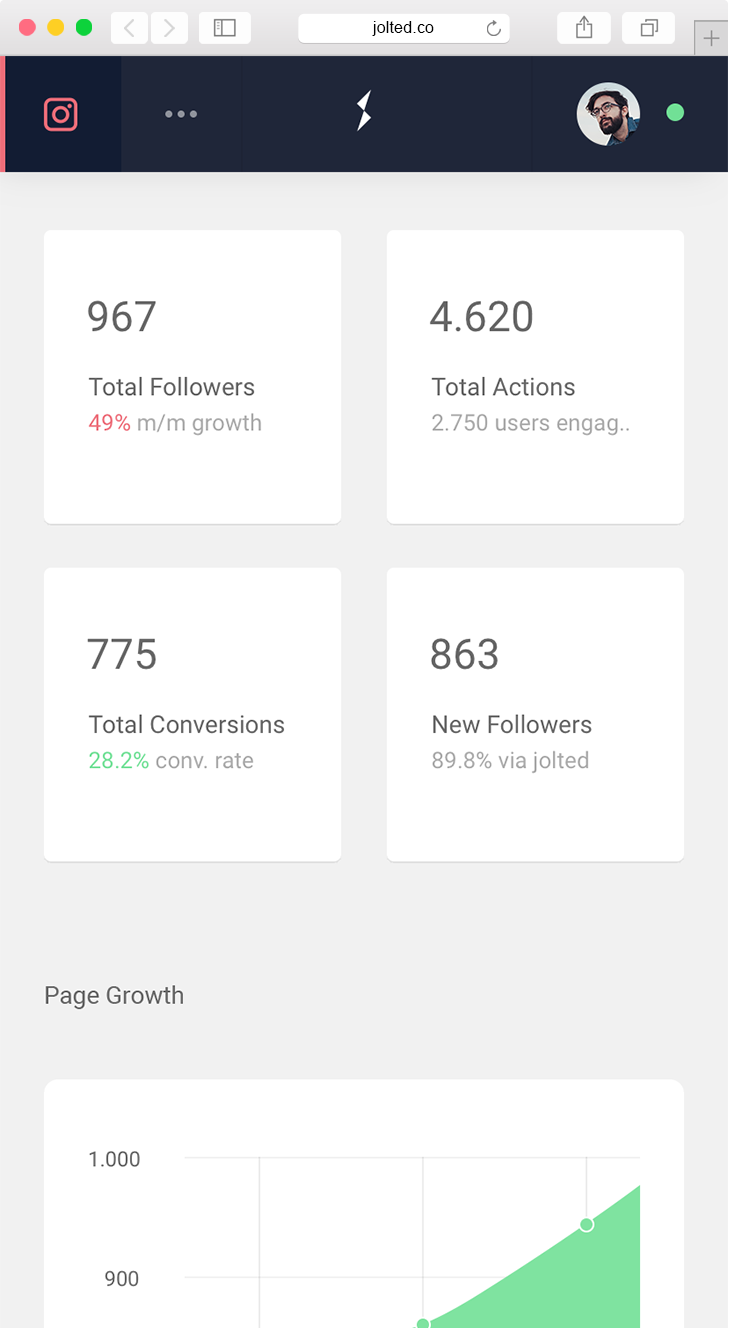 jolted.co
967
Total Followers
49% m/m growth
4.620
Total Actions
2.750 users engag..
775
Total Conversions
28.2% conv. rate
863
New Followers
89.8% via jolted
Page Growth
1.000
900